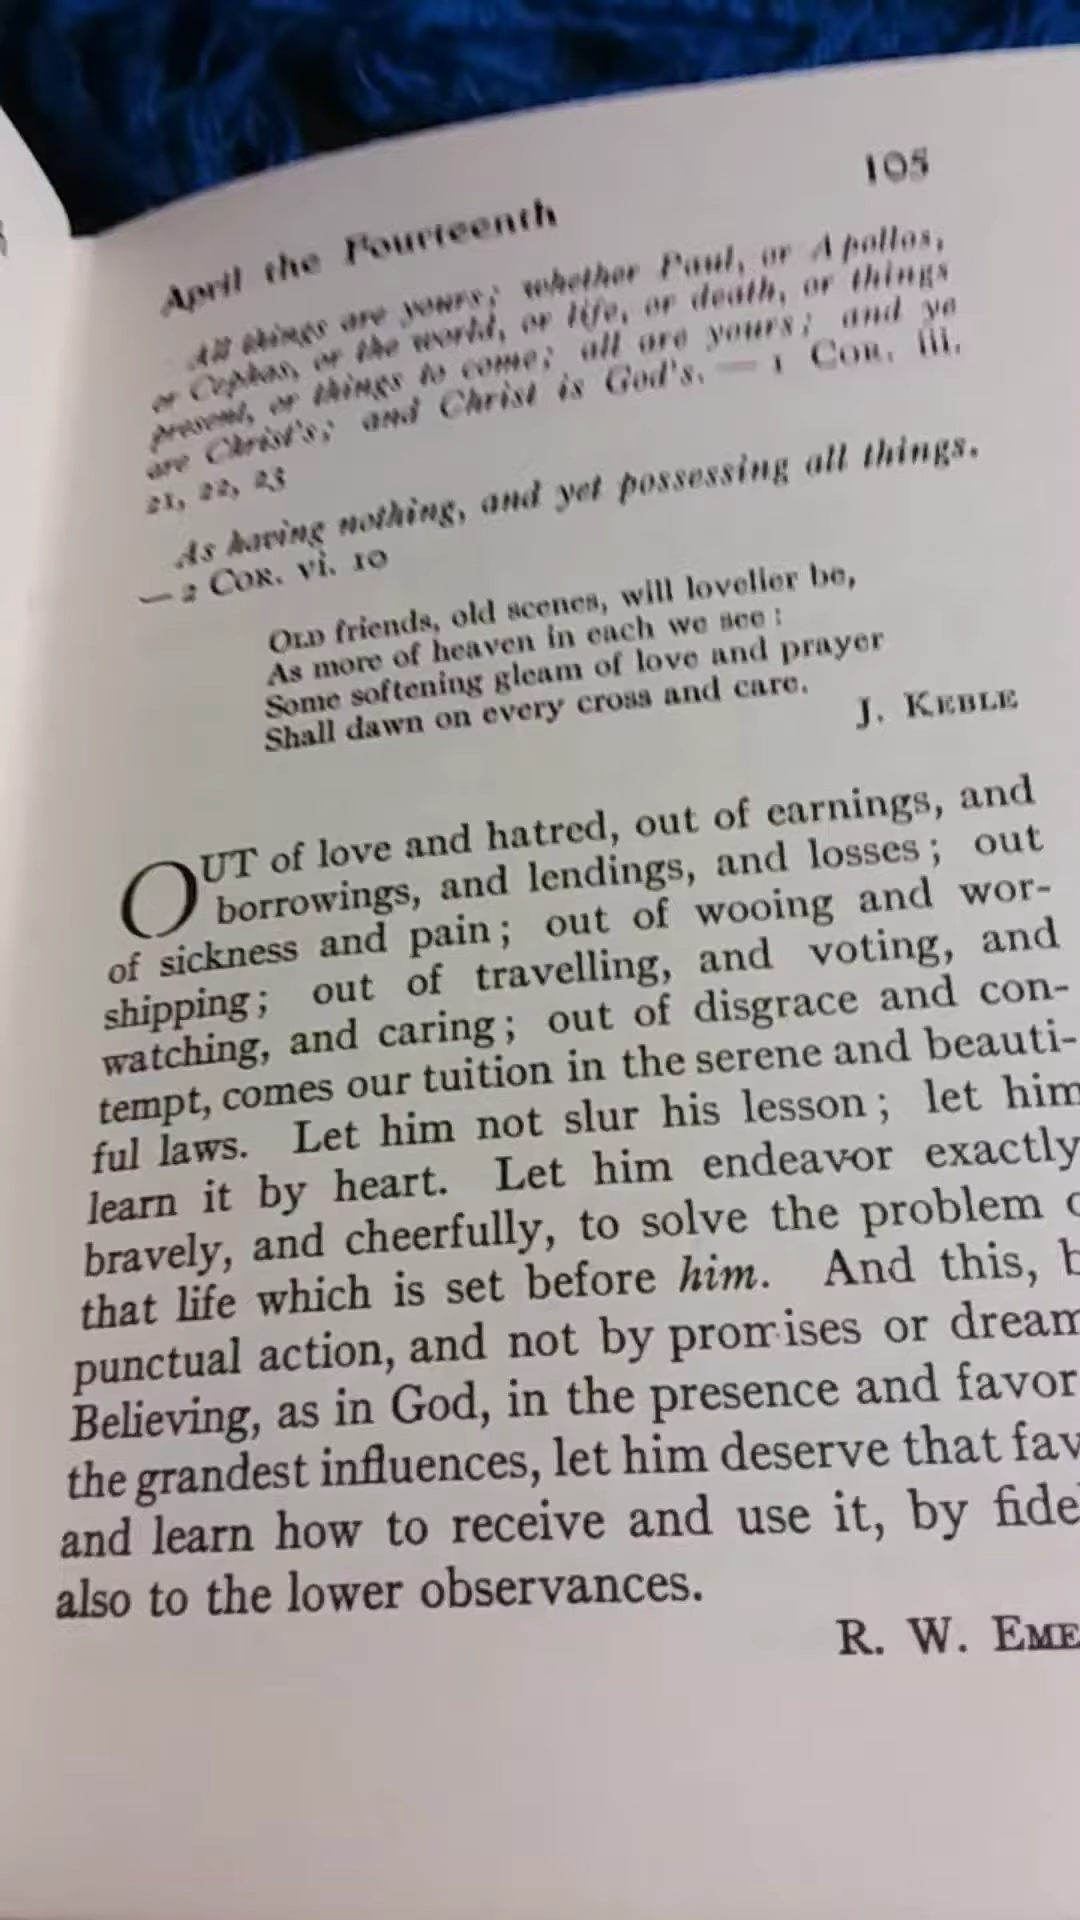 105
April the Fourteenth
All things are yours; whether Paul, or Apollos,
or Cephas, or the world, or life, or death, or things
present, or things to come; all are yours; and ye
are Christ's; and Christ is God's. — 1 COR. iii.
21, 22, 23
As having nothing, and yet possessing all things.
— 2 COR. vi. 10
OLD friends, old scenes, will lovelier be,
As more of heaven in each we see :
Some softening gleam of love and prayer
Shall dawn on every cross and care.
J. KEBLE
OUT of love and hatred, out of earnings, and
borrowings, and lendings, and losses; out
of sickness and pain; out of wooing and wor-
shipping; out of travelling, and voting, and
watching, and caring; out of disgrace and con-
tempt, comes our tuition in the serene and beauti-
ful laws. Let him not slur his lesson; let him
learn it by heart. Let him endeavor exactly
bravely, and cheerfully, to solve the problem
that life which is set before him. And this,
punctual action, and not by promises or dream
Believing, as in God, in the presence and favor
the grandest influences, let him deserve that fav
and learn how to receive and use it, by fide
also to the lower observances.
R. W. EME